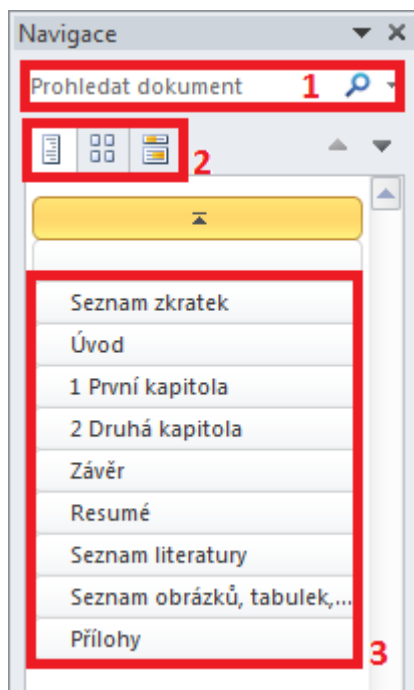 Navigace
Prohledat dokument 1
2
Seznam zkratek
Úvod
1 První kapitola
2 Druhá kapitola
Závěr
Resumé
Seznam literatury
Seznam obrázků, tabulek,...
Přílohy
3